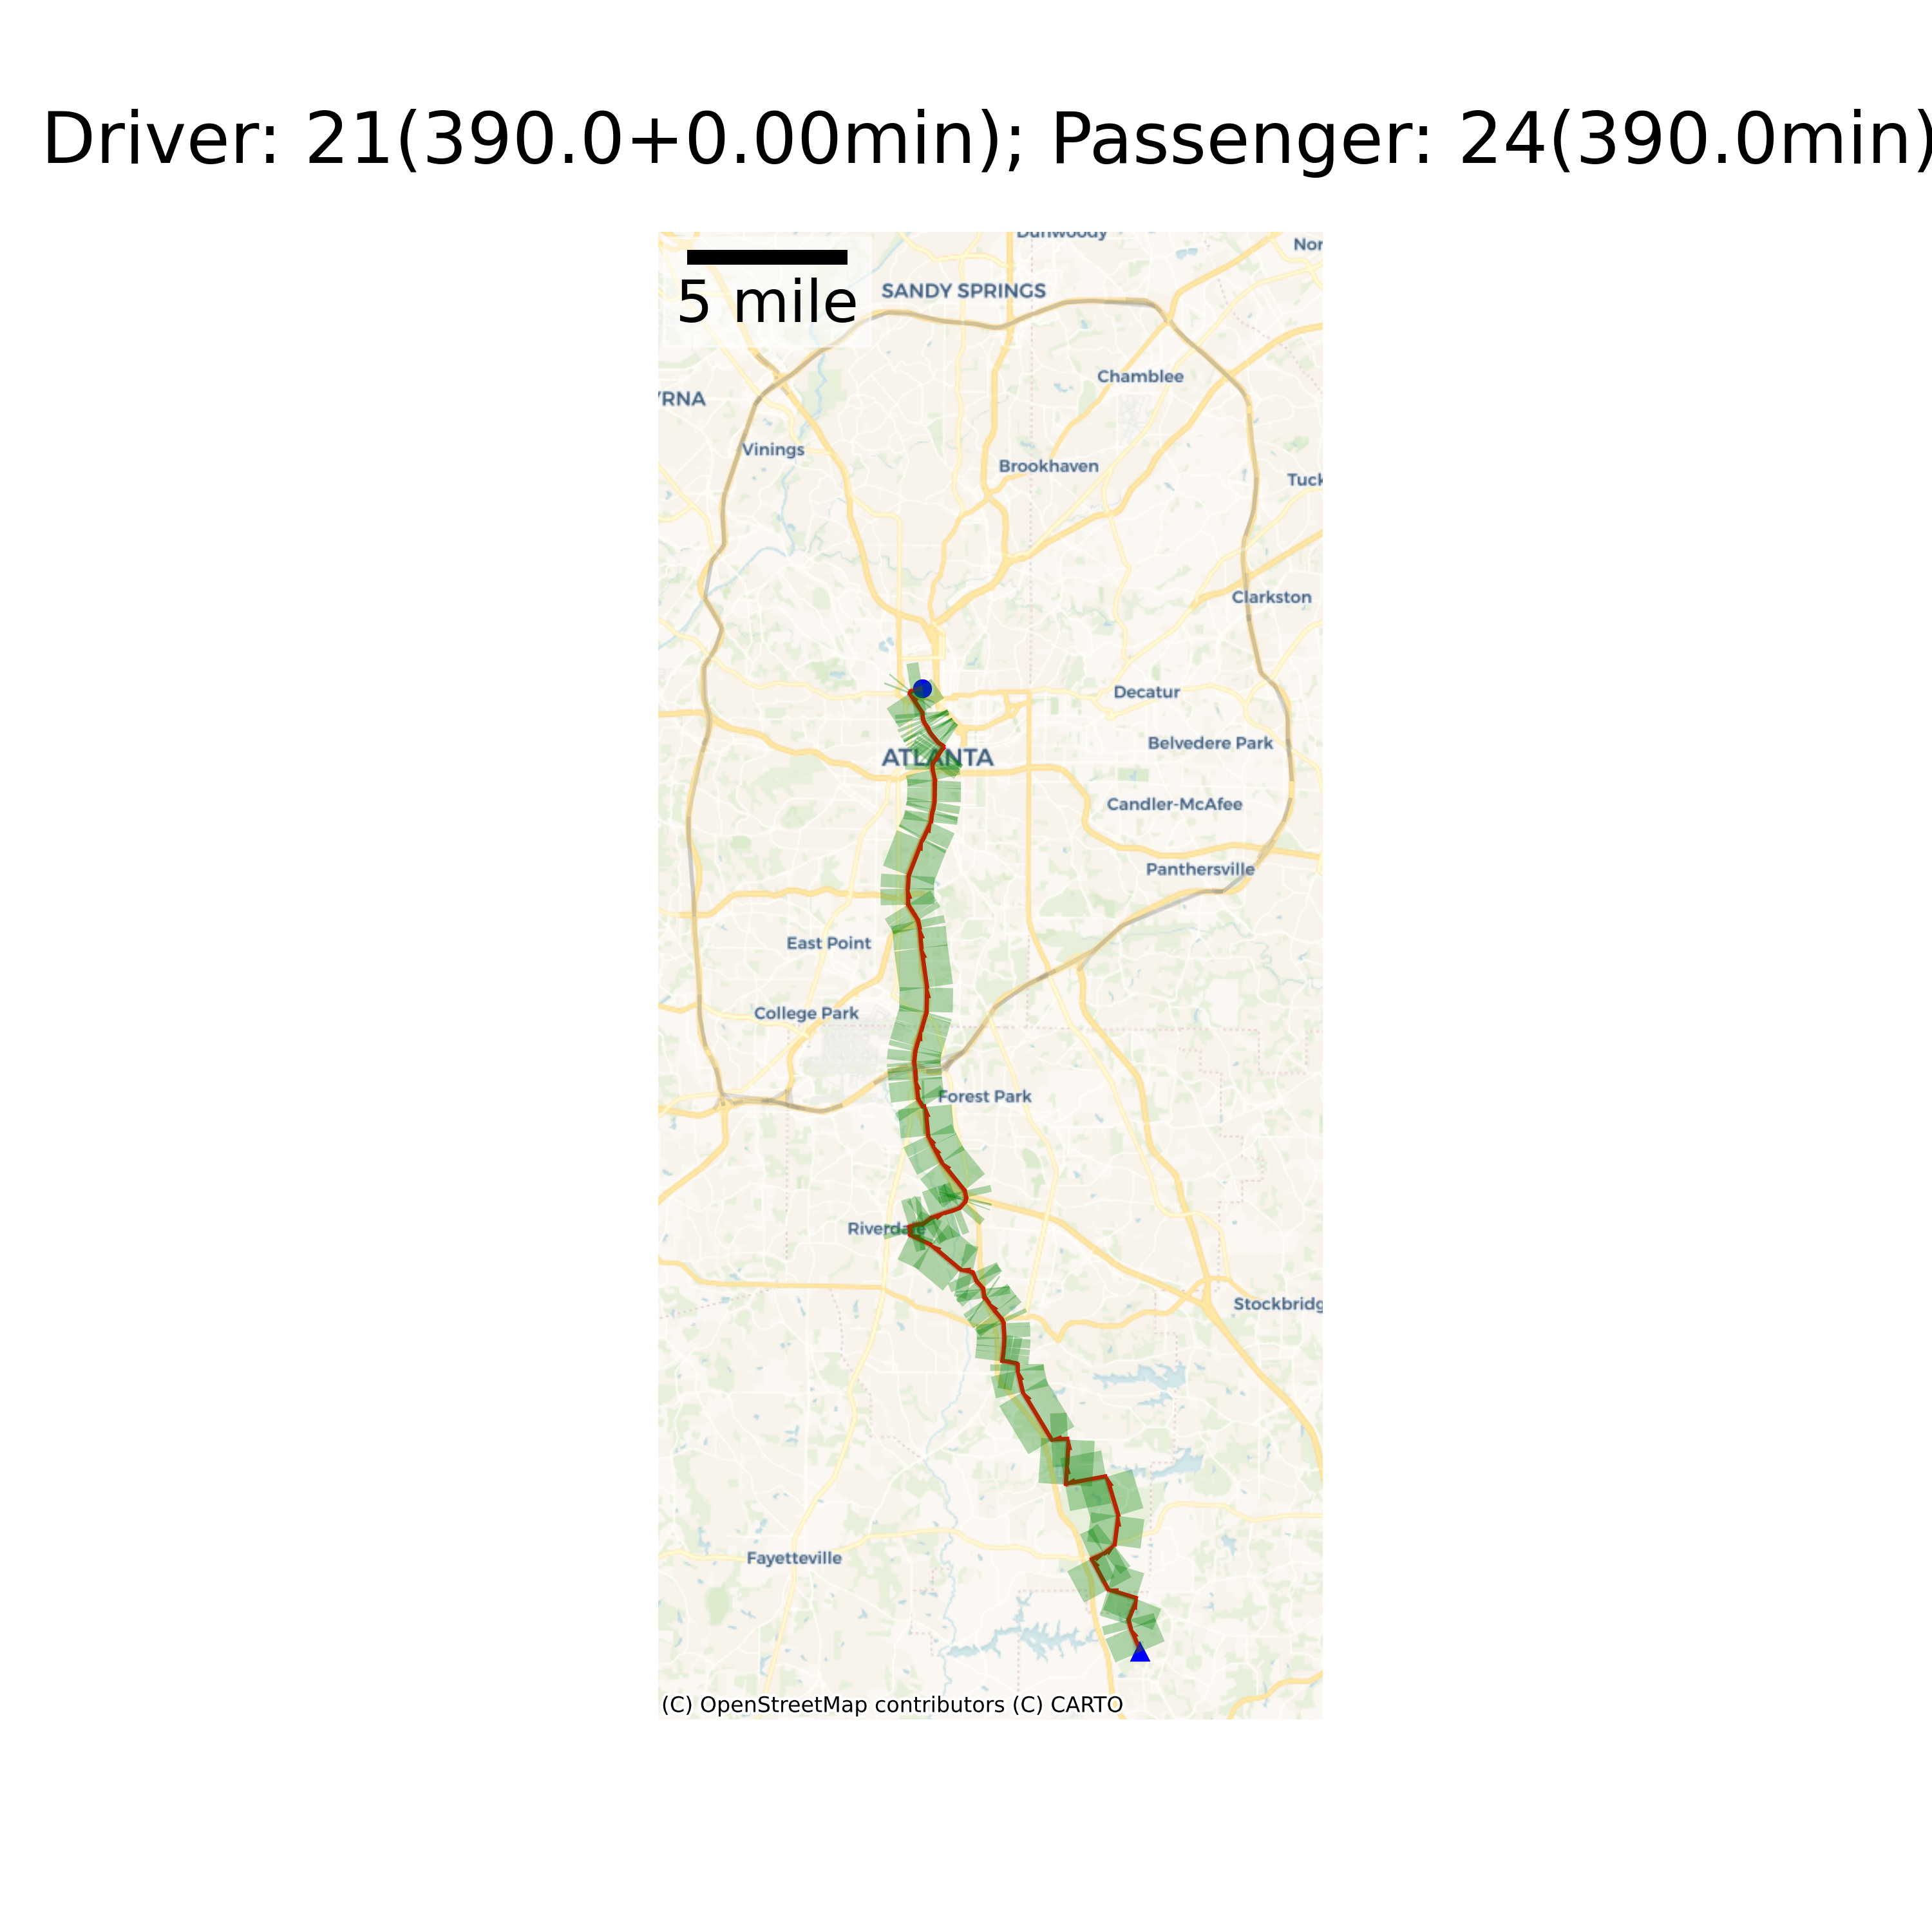 Driver: 21(390.0+0.00min); Passenger: 24(390.0min)
Dunwoody
Nor
5 mile
SANDY SPRINGS
Chamblee
YRNA
Vinings
Brookhaven
Tuck
Clarkston
Decatur
Belvedere Park
ATLANTA
Candler-McAfee
Panthersville
East Point
College Park
Forest Park
Riverdale
Stockbridg
Fayetteville
(C) OpenStreetMap contributors (C) CARTO